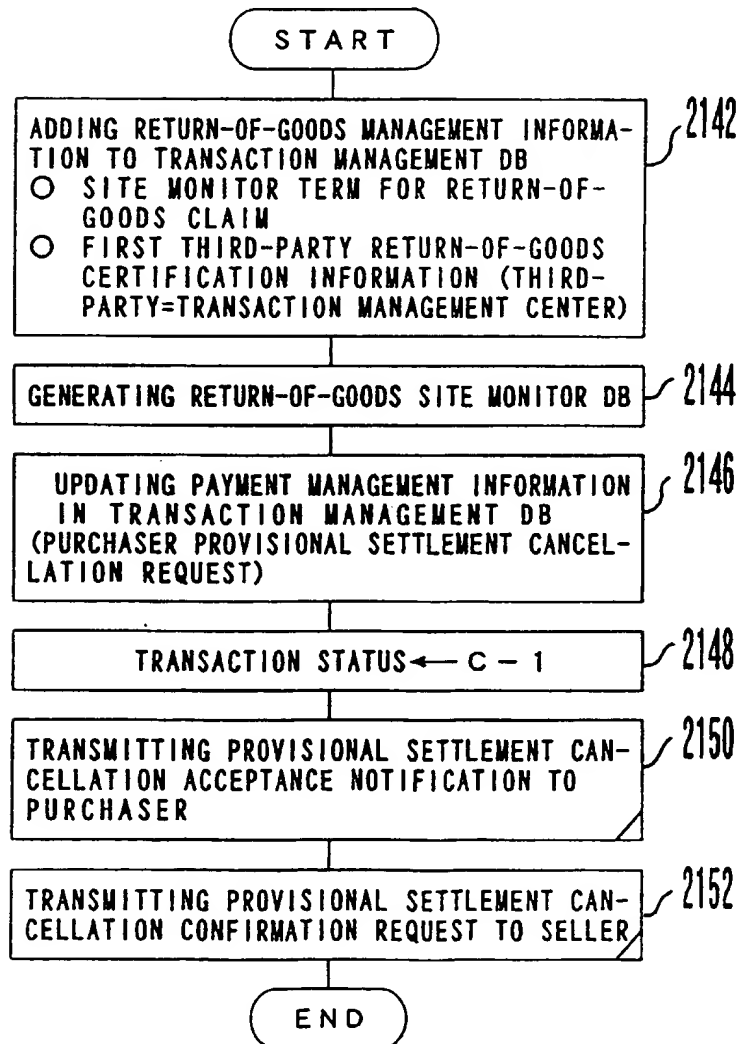 START
2142
ADDING RETURN-OF-GOODS MANAGEMENT INFORMA-
TION TO TRANSACTION MANAGEMENT DB
○ SITE MONITOR TERM FOR RETURN-OF-
GOODS CLAIM
○ FIRST THIRD-PARTY RETURN-OF-GOODS
CERTIFICATION INFORMATION (THIRD-
PARTY=TRANSACTION MANAGEMENT CENTER)
GENERATING RETURN-OF-GOODS SITE MONITOR DB
2144
2146
UPDATING PAYMENT MANAGEMENT INFORMATION
IN TRANSACTION MANAGEMENT DB
(PURCHASER PROVISIONAL SETTLEMENT CANCEL-
LATION REQUEST)
TRANSACTION STATUS ← C - 1
2148
2150
TRANSMITTING PROVISIONAL SETTLEMENT CAN-
CELLATION ACCEPTANCE NOTIFICATION TO
PURCHASER
2152
TRANSMITTING PROVISIONAL SETTLEMENT CAN-
CELLATION CONFIRMATION REQUEST TO SELLER
END